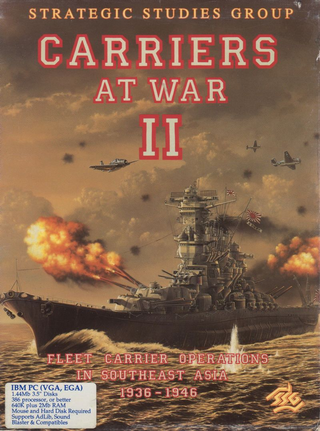 STRATEGIC STUDIES GROUP
CARRIERS
AT WAR
II
FLEET CARRIER OPERATIONS
IN SOUTHEAST ASIA
1936-1946
IBM PC (VGA, EGA)
1.44Mb 3.5" Disks
386 processor, or better
640K plus 2Mb RAM
Mouse and Hard Disk Required
Supports AdLib, Sound
Blaster & Compatibles
SSG